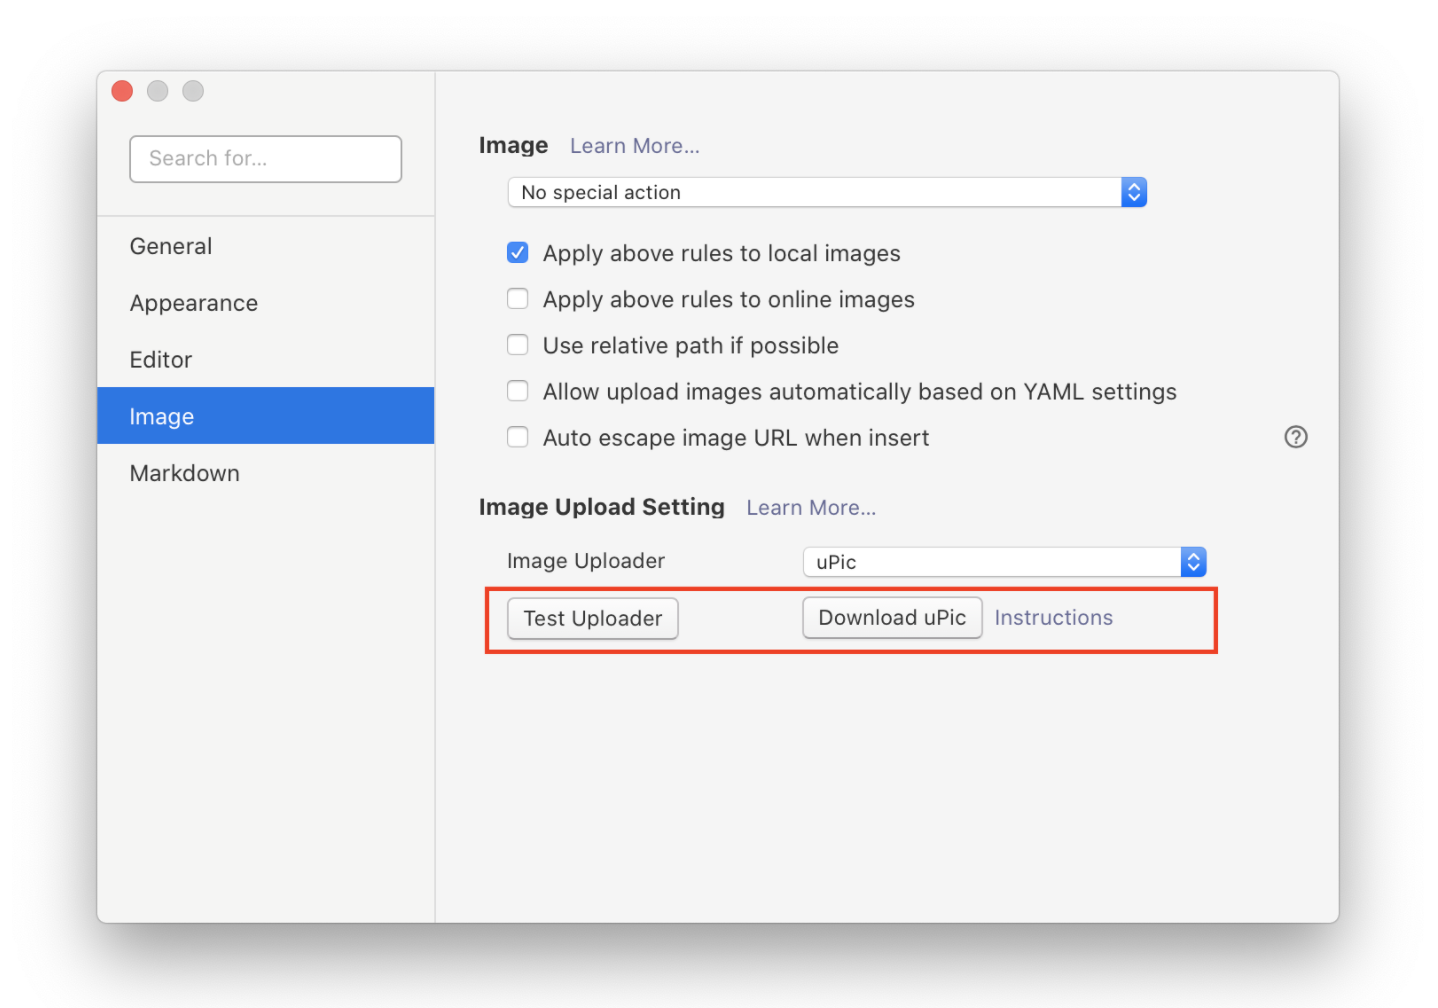 Search for...
General
Appearance
Editor
Image
Markdown
Image Learn More...
No special action
Apply above rules to local images
Apply above rules to online images
Use relative path if possible
Allow upload images automatically based on YAML settings
Auto escape image URL when insert
?
Image Upload Setting Learn More...
Image Uploader uPic
Test Uploader Download uPic Instructions